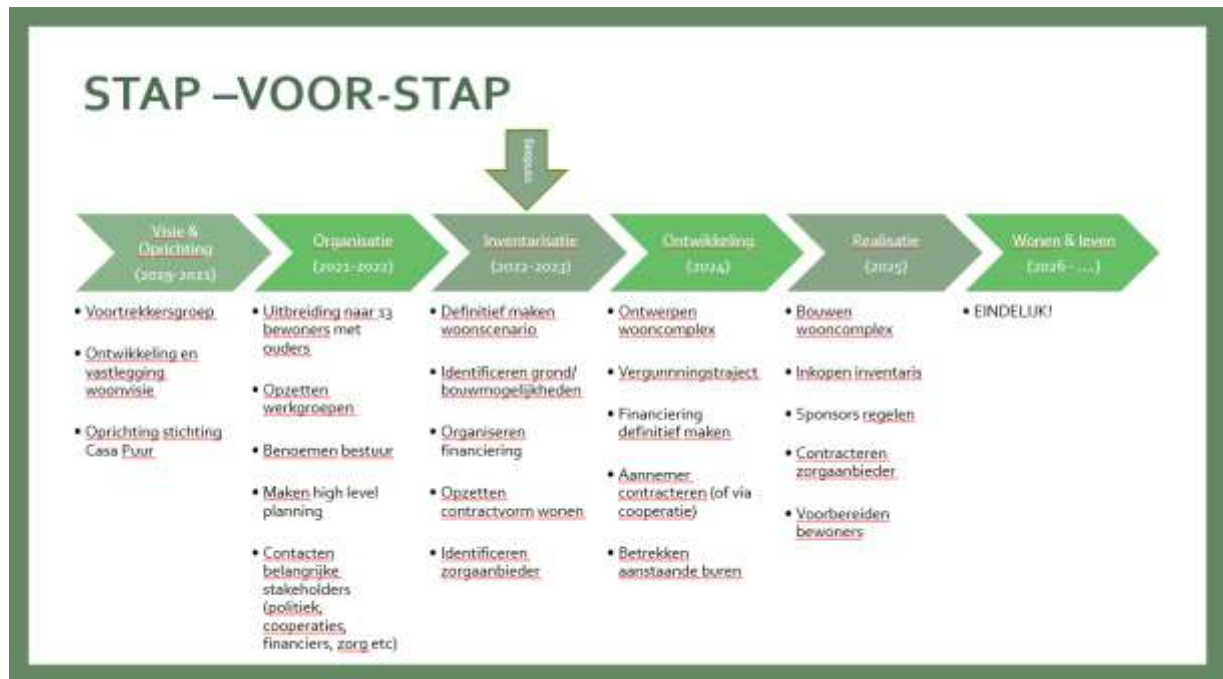 STAP –VOOR-STAP
Visie &
Oprichting
(2019-2021)
Organisatie
(2021-2022)
Inventarisatie
(2022-2023)
Ontwikkeling
(2024)
Realisatie
(2025)
Wonen & leven
(2026 - ....)
• Voortrekkersgroep
• Ontwikkeling en
vastlegging
woonvisie
• Oprichting stichting
Casa Puur
• Uitbreiding naar 13
bewoners met
ouders
• Opzetten
werkgroepen
• Benoemen bestuur
• Maken high level
planning
• Contacten
belangrijke
stakeholders
(politiek,
cooperaties,
financiers, zorg etc)
• Definitief maken
woonscenario
• Identificeren grond/
bouwmogelijkheden
• Organiseren
financiering
• Opzetten
contractvorm wonen
• Identificeren
zorgaanbieder
• Ontwerpen
wooncomplex
• Vergunnningstraject
• Financiering
definitief maken
• Aannemer
contracteren (of via
cooperatie)
• Betrekken
aanstaande buren
• Bouwen
wooncomplex
• Inkopen inventaris
• Sponsors regelen
• Contracteren
zorgaanbieder
• Voorbereiden
bewoners
• EINDELIJK!